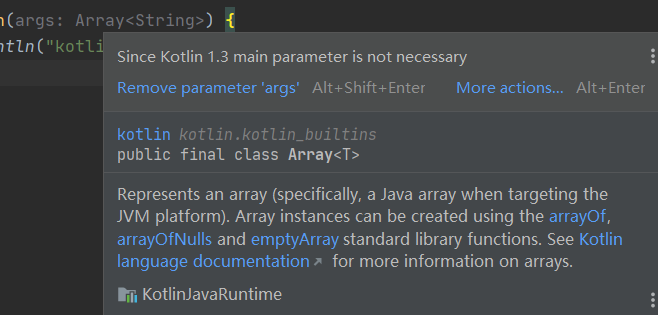 n(args: Array<String>) {
ntln("kotli
Since Kotlin 1.3 main parameter is not necessary
Remove parameter 'args' Alt+Shift+Enter More actions... Alt+Enter
kotlin kotlin.kotlin_builtins
public final class Array<T>
Represents an array (specifically, a Java array when targeting the
JVM platform). Array instances can be created using the arrayOf,
arrayOfNulls and emptyArray standard library functions. See Kotlin
language documentation↗ for more information on arrays.
KotlinJavaRuntime